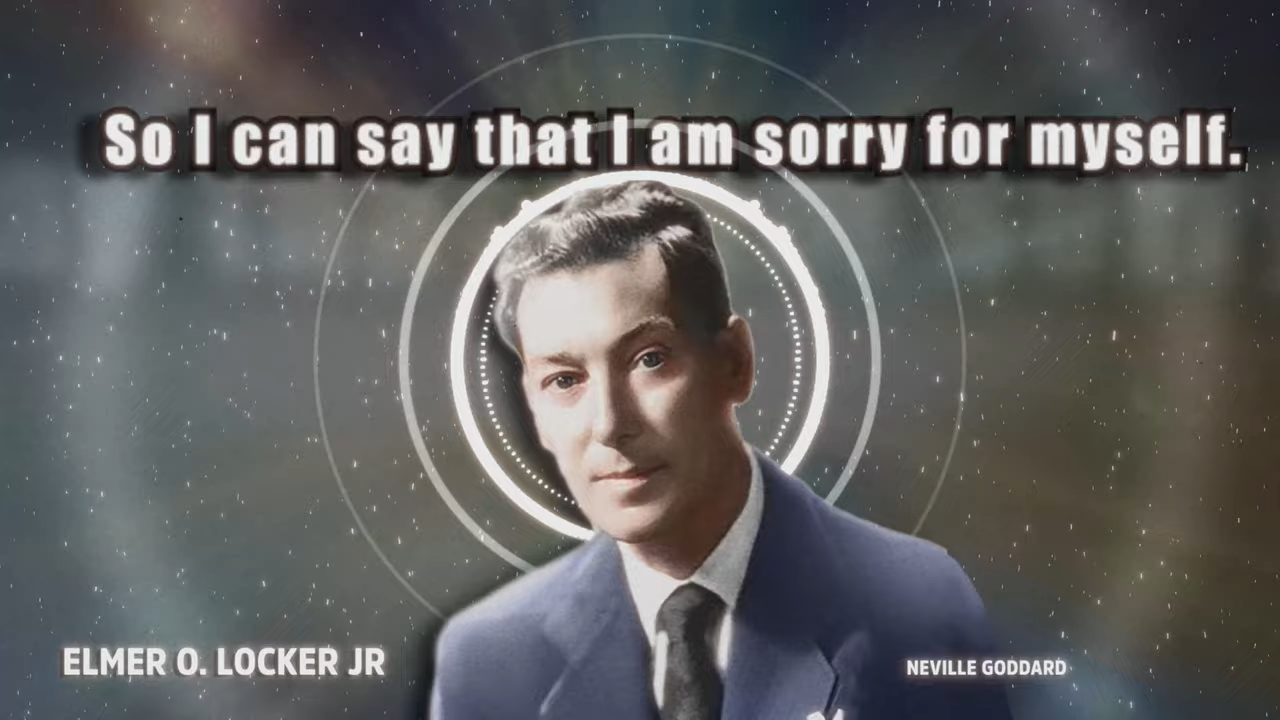 So I can say that I am sorry for myself.
ELMER O. LOCKER JR
NEVILLE GODDARD